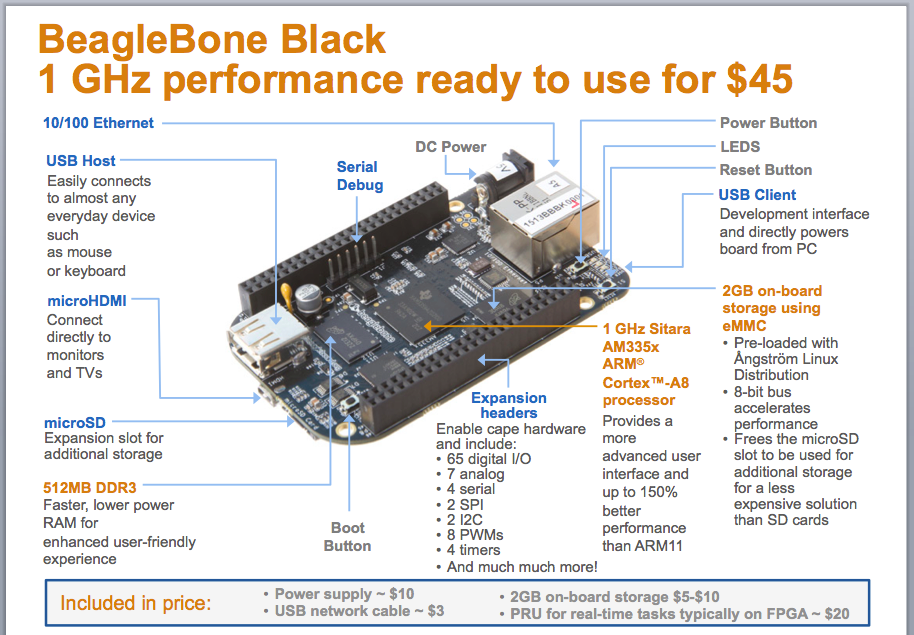 BeagleBone Black
1 GHz performance ready to use for $45
10/100 Ethernet
USB Host
Easily connects
to almost any
everyday device
such
as mouse
or keyboard
microHDMI
Connect
directly to
monitors
and TVs
microSD
Expansion slot for
additional storage
512MB DDR3
Faster, lower power
RAM for
enhanced user-friendly
experience
Serial
Debug
DC Power
5V
1513BBBK
microSD Card
Boot
Button
Expansion
headers
Enable cape hardware
and include:
• 65 digital I/O
• 7 analog
• 4 serial
• 2 SPI
• 2 I2C
• 8 PWMs
• 4 timers
• And much much more!
1 GHz Sitara
AM335x
ARM®
Cortex™-A8
processor
Provides a
more
advanced user
interface and
up to 150%
better
performance
than ARM11
Power Button
LEDS
Reset Button
USB Client
Development interface
and directly powers
board from PC
2GB on-board
storage using
eMMC
• Pre-loaded with
Ångström Linux
Distribution
• 8-bit bus
accelerates
performance
• Frees the microSD
slot to be used for
additional storage
for a less
expensive solution
than SD cards
Included in price:
• Power supply ~ $10
• USB network cable ~ $3
• 2GB on-board storage $5-$10
• PRU for real-time tasks typically on FPGA ~ $20